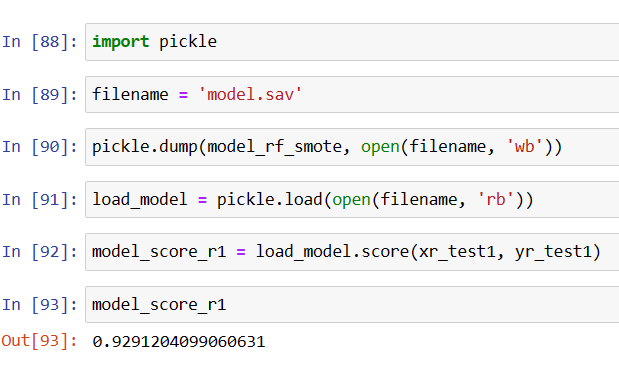 In [88]: import pickle
In [89]: filename = 'model.sav'
In [90]: pickle.dump(model_rf_smote, open(filename, 'wb'))
In [91]: load_model = pickle.load(open(filename, 'rb'))
In [92]: model_score_r1 = load_model.score(xr_test1, yr_test1)
In [93]: model_score_r1
Out[93]: 0.9291204099060631